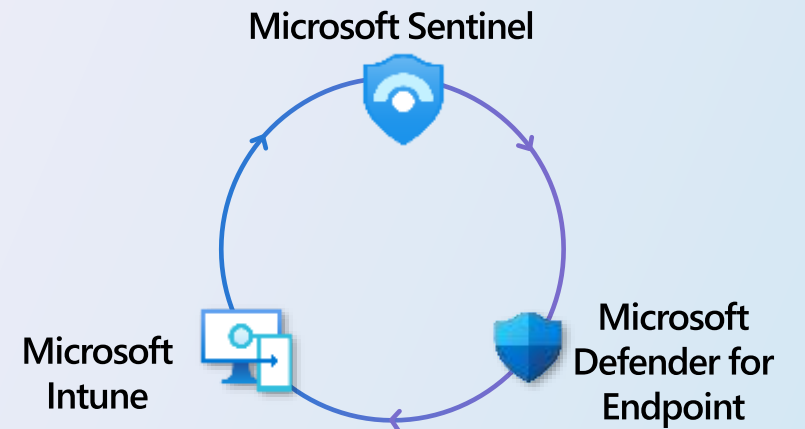 Microsoft Sentinel
Microsoft
Defender for
Endpoint
Microsoft
Intune